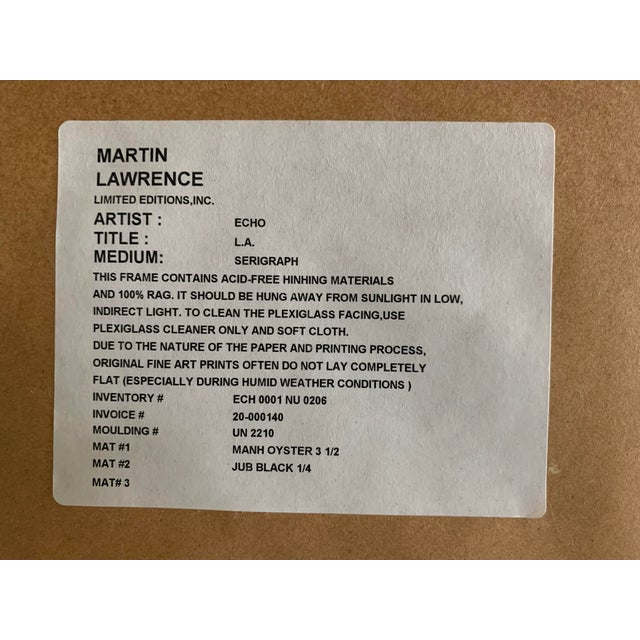 MARTIN
LAWRENCE
LIMITED EDITIONS,INC.
ARTIST : ECHO
TITLE : L.A.
MEDIUM: SERIGRAPH
THIS FRAME CONTAINS ACID-FREE HINHING MATERIALS
AND 100% RAG. IT SHOULD BE HUNG AWAY FROM SUNLIGHT IN LOW,
INDIRECT LIGHT. TO CLEAN THE PLEXIGLASS FACING,USE
PLEXIGLASS CLEANER ONLY AND SOFT CLOTH.
DUE TO THE NATURE OF THE PAPER AND PRINTING PROCESS,
ORIGINAL FINE ART PRINTS OFTEN DO NOT LAY COMPLETELY
FLAT (ESPECIALLY DURING HUMID WEATHER CONDITIONS )
INVENTORY # ECH 0001 NU 0206
INVOICE # 20-000140
MOULDING # UN 2210
MAT #1 MANH OYSTER 3 1/2
MAT #2 JUB BLACK 1/4
MAT# 3